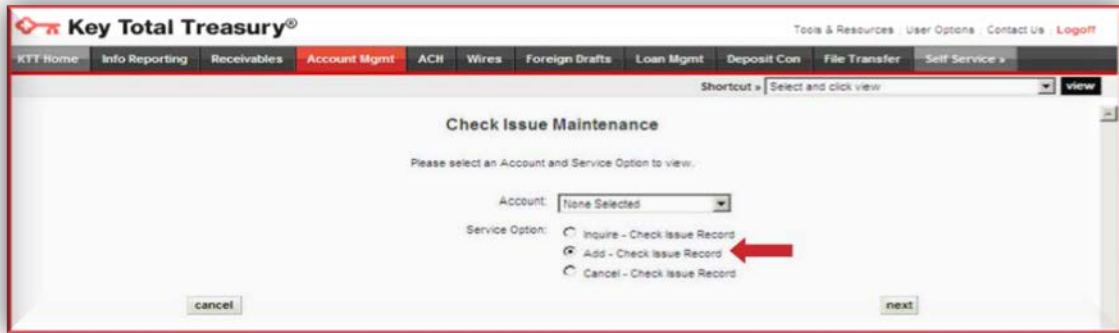 Key Total Treasury®
Tools & Resources | User Options | Contact Us | Logoff
KTT Home Info Reporting Receivables Account Mgmt ACH Wires Foreign Drafts Loan Mgmt Deposit Con File Transfer Self Service »
Shortcut » Select and click view view
Check Issue Maintenance
Please select an Account and Service Option to view.
Account: None Selected
Service Option: Inquire - Check Issue Record
Add - Check Issue Record
Cancel - Check Issue Record
cancel next